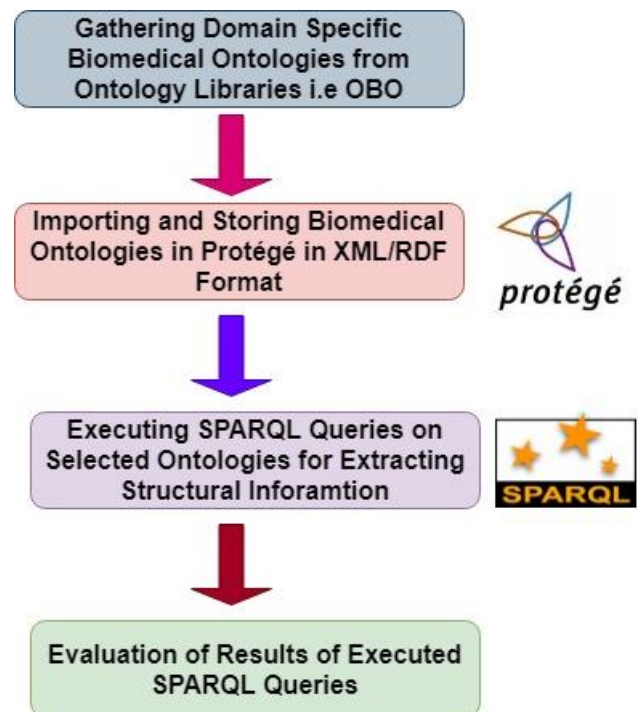 Gathering Domain Specific
Biomedical Ontologies from
Ontology Libraries i.e OBO
Importing and Storing Biomedical
Ontologies in Protégé in XML/RDF
Format
protégé
Executing SPARQL Queries on
Selected Ontologies for Extracting
Structural Inforamtion
SPARQL
Evaluation of Results of Executed
SPARQL Queries